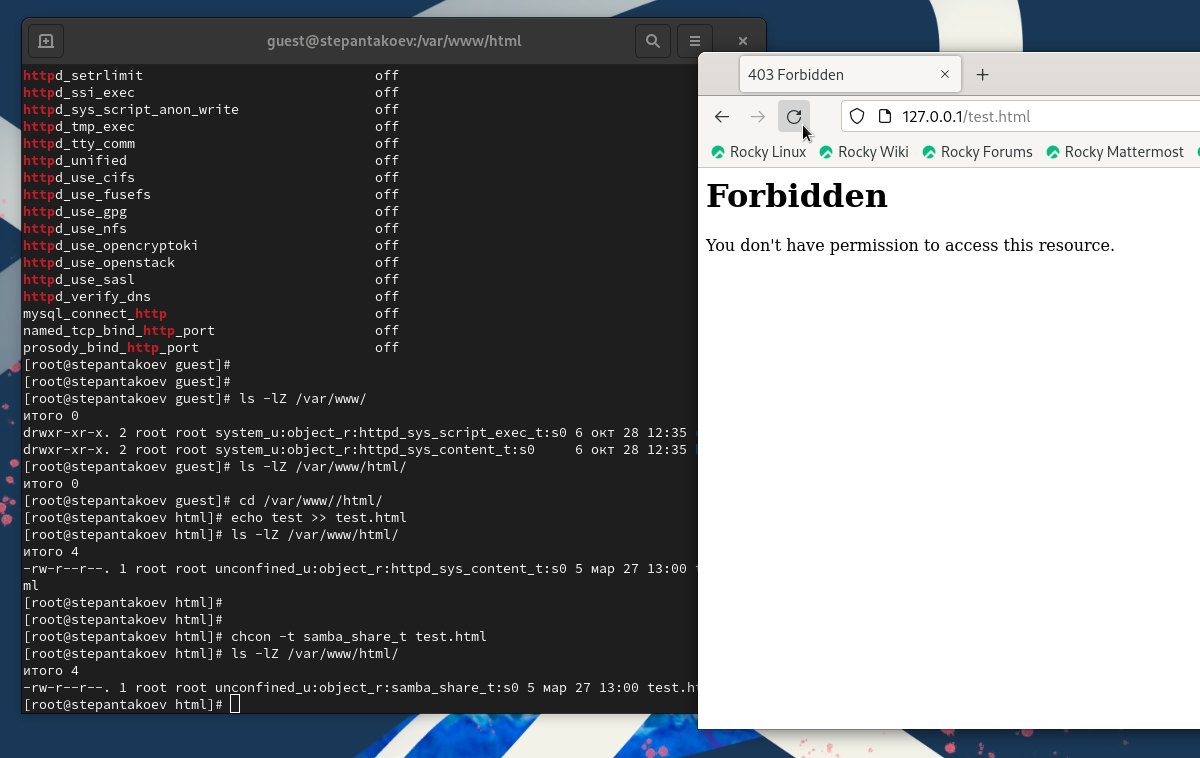 guest@stepantakoev:/var/www/html
httpd_setrlimit off
httpd_ssi_exec off
httpd_sys_script_anon_write off
httpd_tmp_exec off
httpd_tty_comm off
httpd_unified off
httpd_use_cifs off
httpd_use_fusefs off
httpd_use_gpg off
httpd_use_nfs off
httpd_use_opencryptoki off
httpd_use_openstack off
httpd_use_sasl off
httpd_verify_dns off
mysql_connect_http off
named_tcp_bind_http_port off
prosody_bind_http_port off
[root@stepantakoev guest]#
[root@stepantakoev guest]#
[root@stepantakoev guest]# ls -lZ /var/www/
итого 0
drwxr-xr-x. 2 root root system_u:object_r:httpd_sys_script_exec_t:s0 6 окт 28 12:35
drwxr-xr-x. 2 root root system_u:object_r:httpd_sys_content_t:s0 6 окт 28 12:35
[root@stepantakoev guest]# ls -lZ /var/www/html/
итого 0
[root@stepantakoev guest]# cd /var/www//html/
[root@stepantakoev html]# echo test >> test.html
[root@stepantakoev html]# ls -lZ /var/www/html/
итого 4
-rw-r--r--. 1 root root unconfined_u:object_r:httpd_sys_content_t:s0 5 мар 27 13:00
ml
[root@stepantakoev html]#
[root@stepantakoev html]#
[root@stepantakoev html]# chcon -t samba_share_t test.html
[root@stepantakoev html]# ls -lZ /var/www/html/
итого 4
-rw-r--r--. 1 root root unconfined_u:object_r:samba_share_t:s0 5 мар 27 13:00 test.h
[root@stepantakoev html]#
403 Forbidden
127.0.0.1/test.html
Rocky Linux Rocky Wiki Rocky Forums Rocky Mattermost
Forbidden
You don't have permission to access this resource.